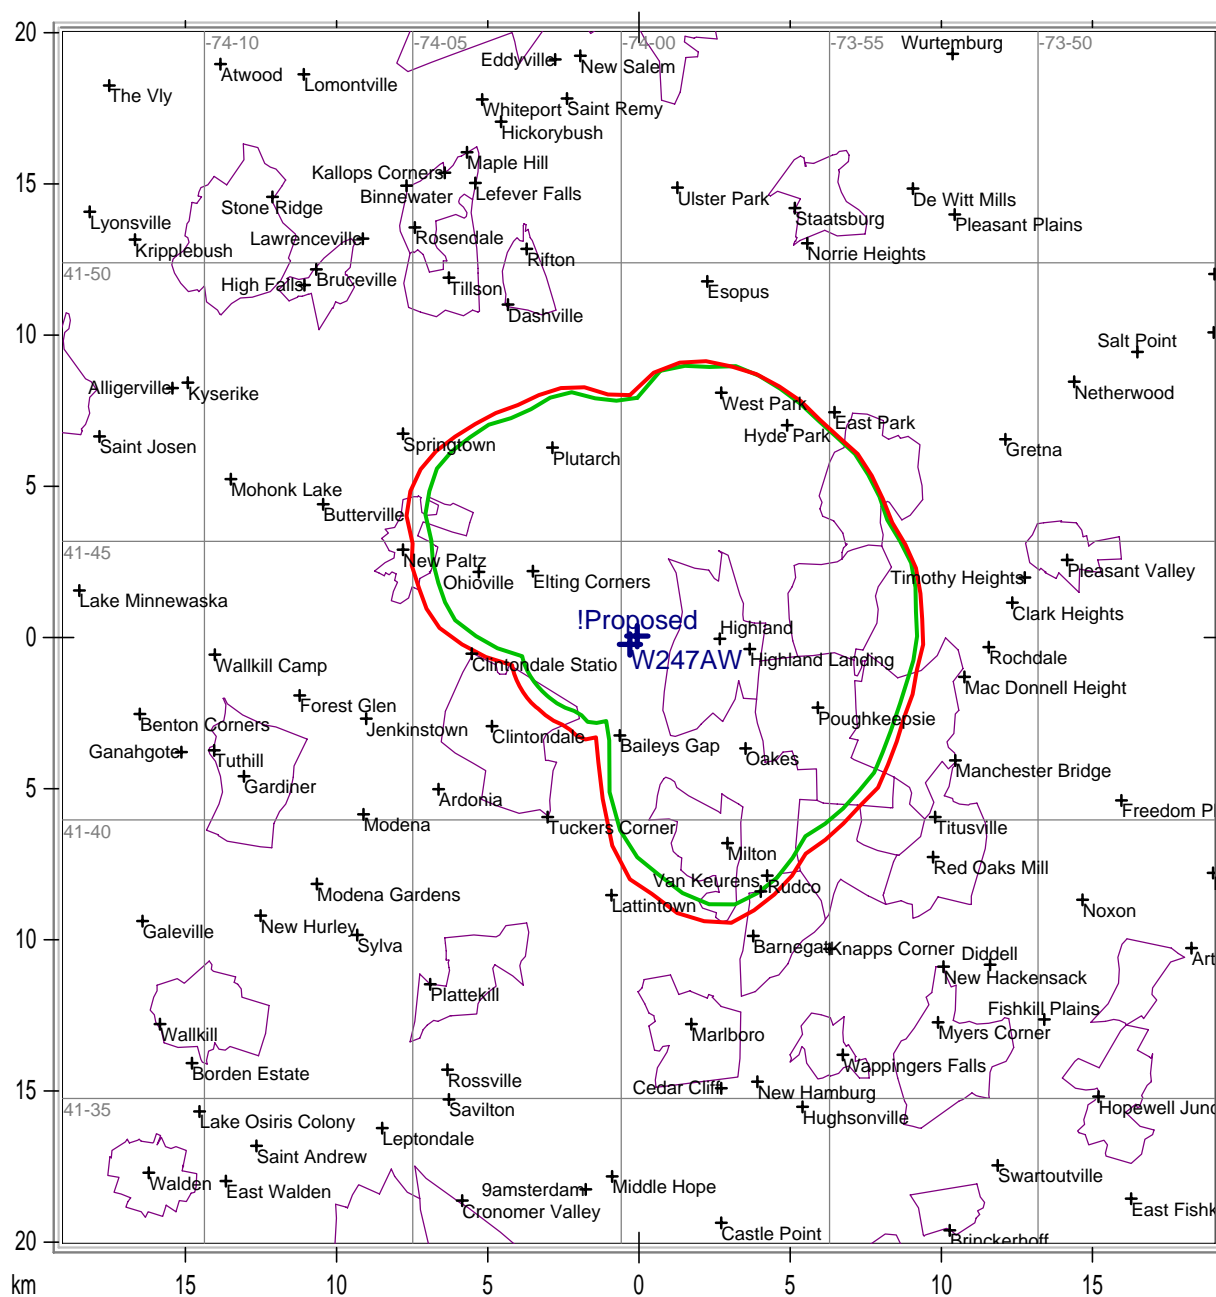 20
-74-10
-74-05
-74-00
-73-55
-73-50
Wurtemburg
Eddyville
New Salem
Atwood
Lomontville
The Vly
Whiteport
Saint Remy
Hickorybush
Maple Hill
15
Kallops Corners
Binnewater
Lefever Falls
Ulster Park
De Witt Mills
Stone Ridge
Staatsburg
Pleasant Plains
Lyonsville
Kripplebush
Lawrenceville
Rosendale
Rifton
Norrie Heights
41-50
High Falls
Bruceville
Tillson
Esopus
Dashville
10
Salt Point
Alligerville
Kyserike
West Park
Netherwood
East Park
Hyde Park
Saint Josen
Springtown
Plutarch
Gretna
5
Mohonk Lake
Butterville
41-45
New Paltz
Ohioville
Elting Corners
Timothy Heights
Pleasant Valley
Lake Minnewaska
Clark Heights
0
!Proposed
Highland
W247AW
Highland Landing
Rochdale
Wallkill Camp
Clintondale Statio
Mac Donnell Height
Forest Glen
Benton Corners
Jenkinstown
Clintondale
Poughkeepsie
Ganahgote
Tuthill
Baileys Gap
Oakes
Gardiner
Manchester Bridge
5
Ardonia
Freedom Pl
41-40
Modena
Tuckers Corner
Titusville
Milton
Red Oaks Mill
Modena Gardens
Van Keurens
Rudco
Lattintown
Noxon
Galeville
New Hurley
Sylva
10
Barnegat
Knapps Corner
Diddell
Art
New Hackensack
Plattekill
Fishkill Plains
Wallkill
Marlboro
Myers Corner
Borden Estate
Wappingers Falls
15
Rossville
Cedar Cliff
New Hamburg
41-35
Savilton
Hughsonville
Hopewell Junc
Lake Osiris Colony
Leptondale
Saint Andrew
Walden
East Walden
9amsterdam
Middle Hope
Swartoutville
Cronomer Valley
East Fishk
Castle Point
Brinckerhoff
20
km
15
10
5
0
5
10
15